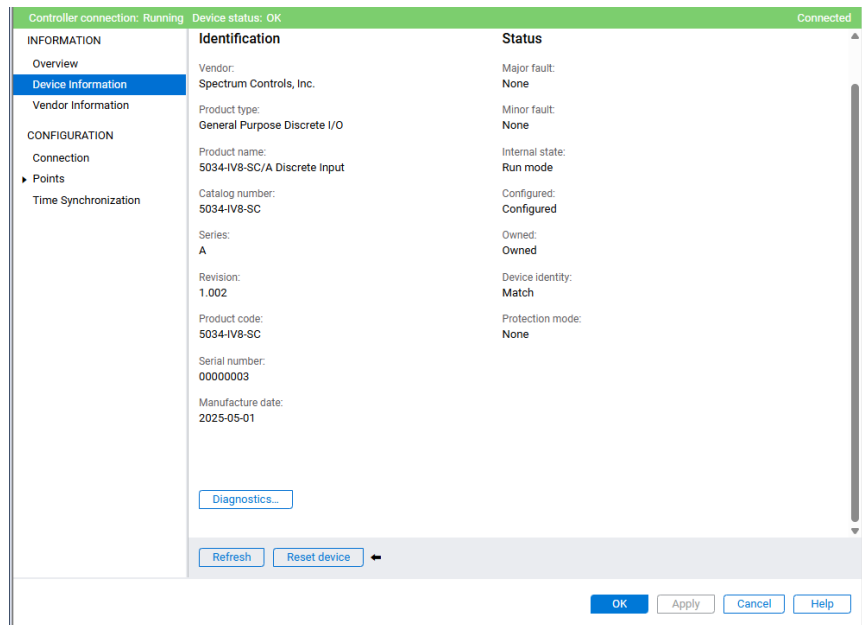 Controller connection: Running Device status: OK Connected
INFORMATION
Overview
Device Information
Vendor Information
CONFIGURATION
Connection
Points
Time Synchronization
Identification
Vendor:
Spectrum Controls, Inc.
Product type:
General Purpose Discrete I/O
Product name:
5034-IV8-SC/A Discrete Input
Catalog number:
5034-IV8-SC
Series:
A
Revision:
1.002
Product code:
5034-IV8-SC
Serial number:
00000003
Manufacture date:
2025-05-01
Status
Major fault:
None
Minor fault:
None
Internal state:
Run mode
Configured:
Configured
Owned:
Owned
Device identity:
Match
Protection mode:
None
Diagnostics...
Refresh Reset device
OK Apply Cancel Help